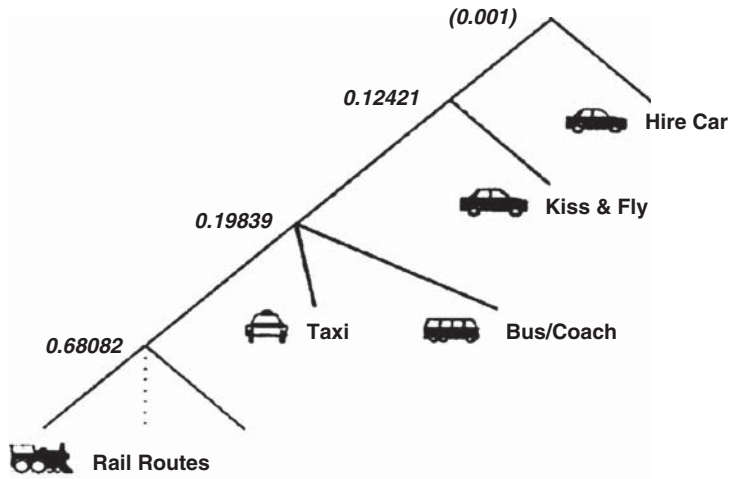 (0.001)
0.12421
Hire Car
Kiss & Fly
0.19839
Taxi
Bus/Coach
0.68082
Rail Routes